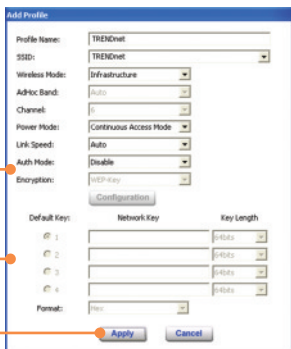 Add Profile
Profile Name: TRENDnet
SSID: TRENDnet
Wireless Mode: Infrastructure
AdHoc Band: Auto
Channel: 6
Power Mode: Continuous Access Mode
Link Speed: Auto
Auth Mode: Disable
Encryption: WEP-Key
Configuration
Default Key: Network Key Key Length
1 64bits
2 64bits
3 64bits
4 64bits
Format: Hex
Apply Cancel